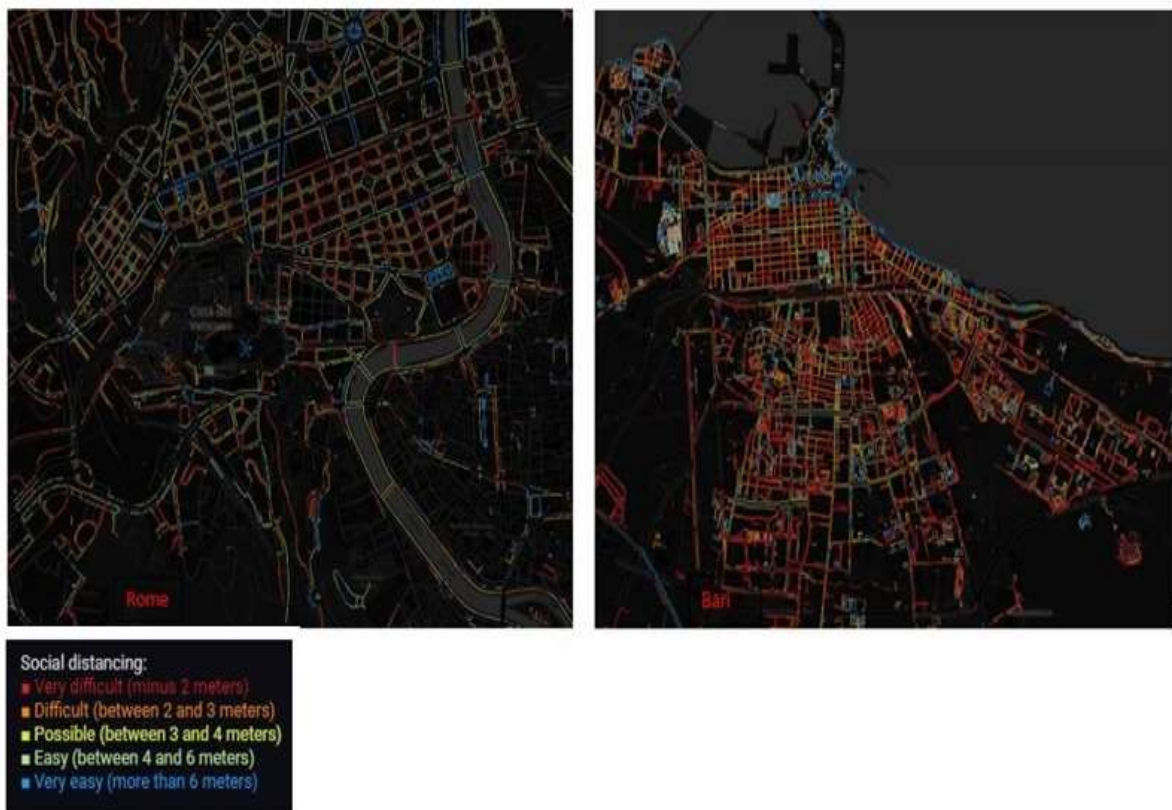 Rome
Bari
Social distancing:
Very difficult (minus 2 meters)
Difficult (between 2 and 3 meters)
Possible (between 3 and 4 meters)
Easy (between 4 and 6 meters)
Very easy (more than 6 meters)